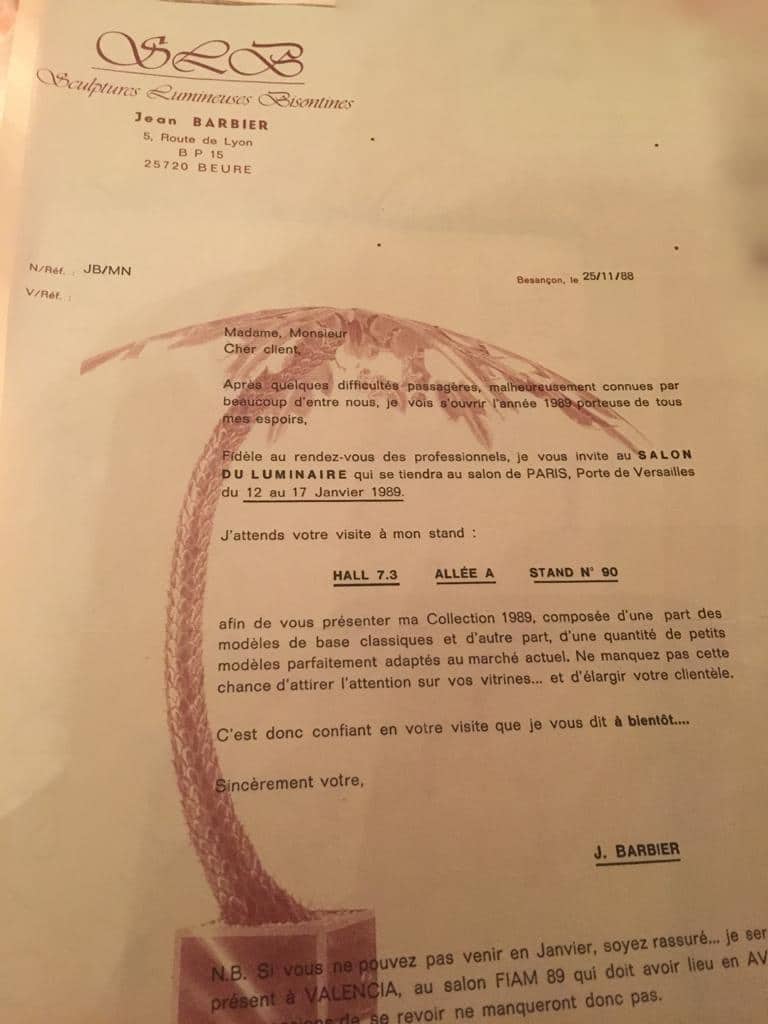 SLB
Sculptures Lumineuses Bisontines
Jean BARBIER
5, Route de Lyon
B P 15
25720 BEURE
N/Réf. : JB/MN
Besançon, le 25/11/88
V/Réf. :
Madame, Monsieur
Cher client,
Après quelques difficultés passagères, malheureusement connues par
beaucoup d'entre nous, je vois s'ouvrir l'année 1989 porteuse de tous
mes espoirs,
Fidèle au rendez-vous des professionnels, je vous invite au SALON
DU LUMINAIRE qui se tiendra au salon de PARIS, Porte de Versailles
du 12 au 17 Janvier 1989.
J'attends votre visite à mon stand :
HALL 7.3 ALLÉE A STAND N° 90
afin de vous présenter ma Collection 1989, composée d'une part des
modèles de base classiques et d'autre part, d'une quantité de petits
modèles parfaitement adaptés au marché actuel. Ne manquez pas cette
chance d'attirer l'attention sur vos vitrines... et d'élargir votre clientèle.
C'est donc confiant en votre visite que je vous dit à bientôt....
Sincèrement votre,
J. BARBIER
N.B. Si vous ne pouvez pas venir en Janvier, soyez rassuré... je ser
présent à VALENCIA, au salon FIAM 89 qui doit avoir lieu en AV
de se revoir ne manqueront donc pas.